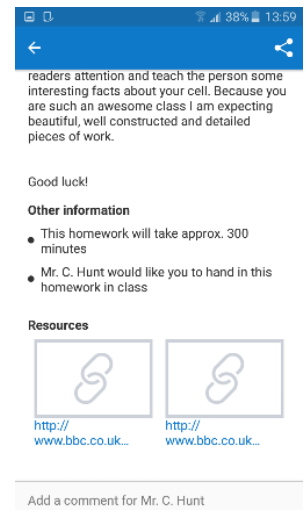 38% 13:59
readers attention and teach the person some
interesting facts about your cell. Because you
are such an awesome class I am expecting
beautiful, well constructed and detailed
pieces of work.
Good luck!
Other information
This homework will take approx. 300
minutes
Mr. C. Hunt would like you to hand in this
homework in class
Resources
http://
www.bbc.co.uk...
http://
www.bbc.co.uk...
Add a comment for Mr. C. Hunt